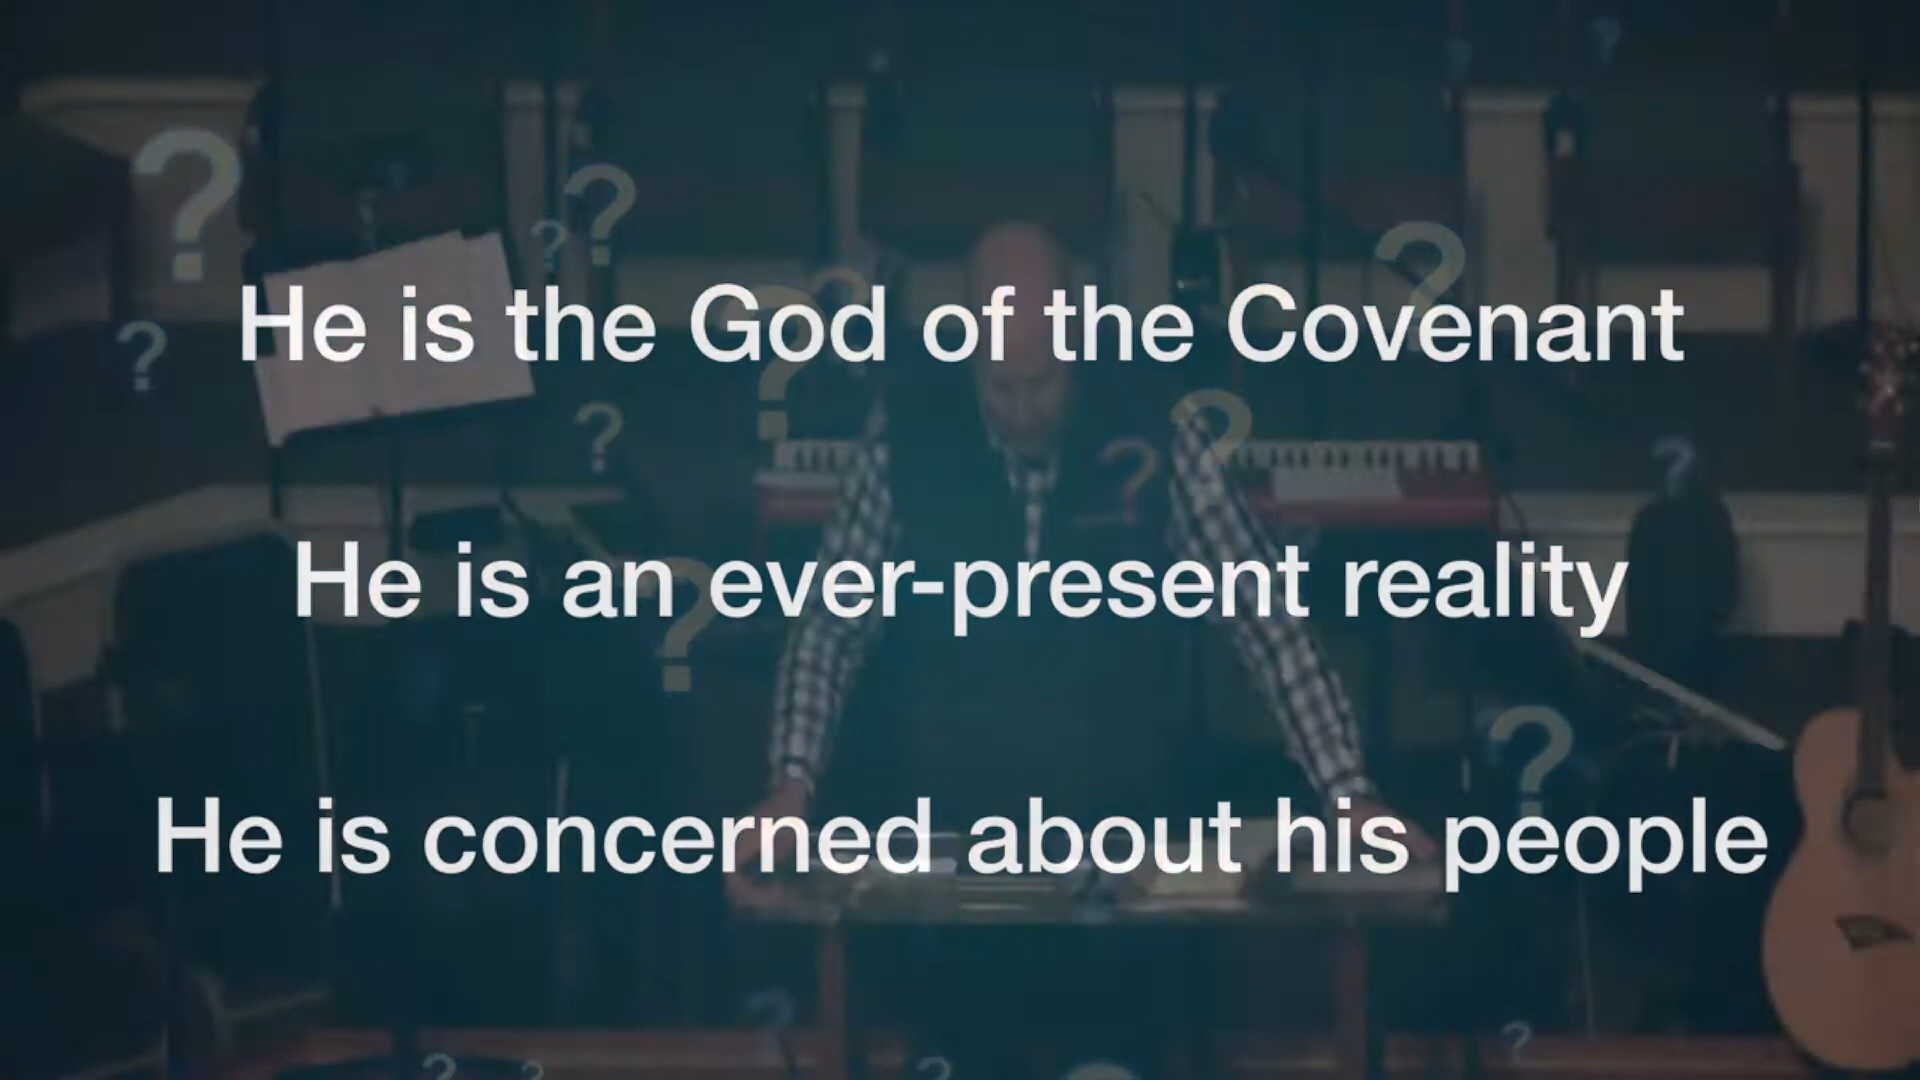 He is the God of the Covenant
He is an ever-present reality
He is concerned about his people